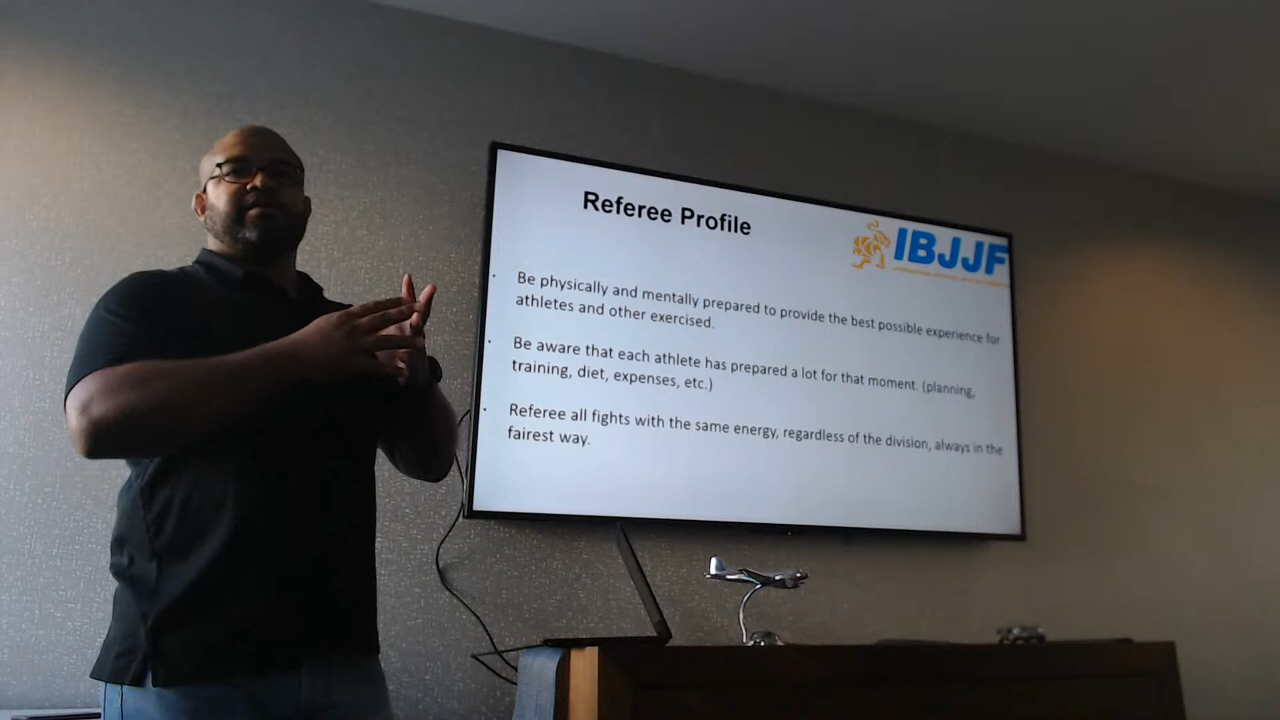 Referee Profile
IBJJF
Be physically and mentally prepared to provide the best possible experience for
athletes and other exercised.
Be aware that each athlete has prepared a lot for that moment. (planning,
training, diet, expenses, etc.)
Referee all fights with the same energy, regardless of the division, always in the
fairest way.